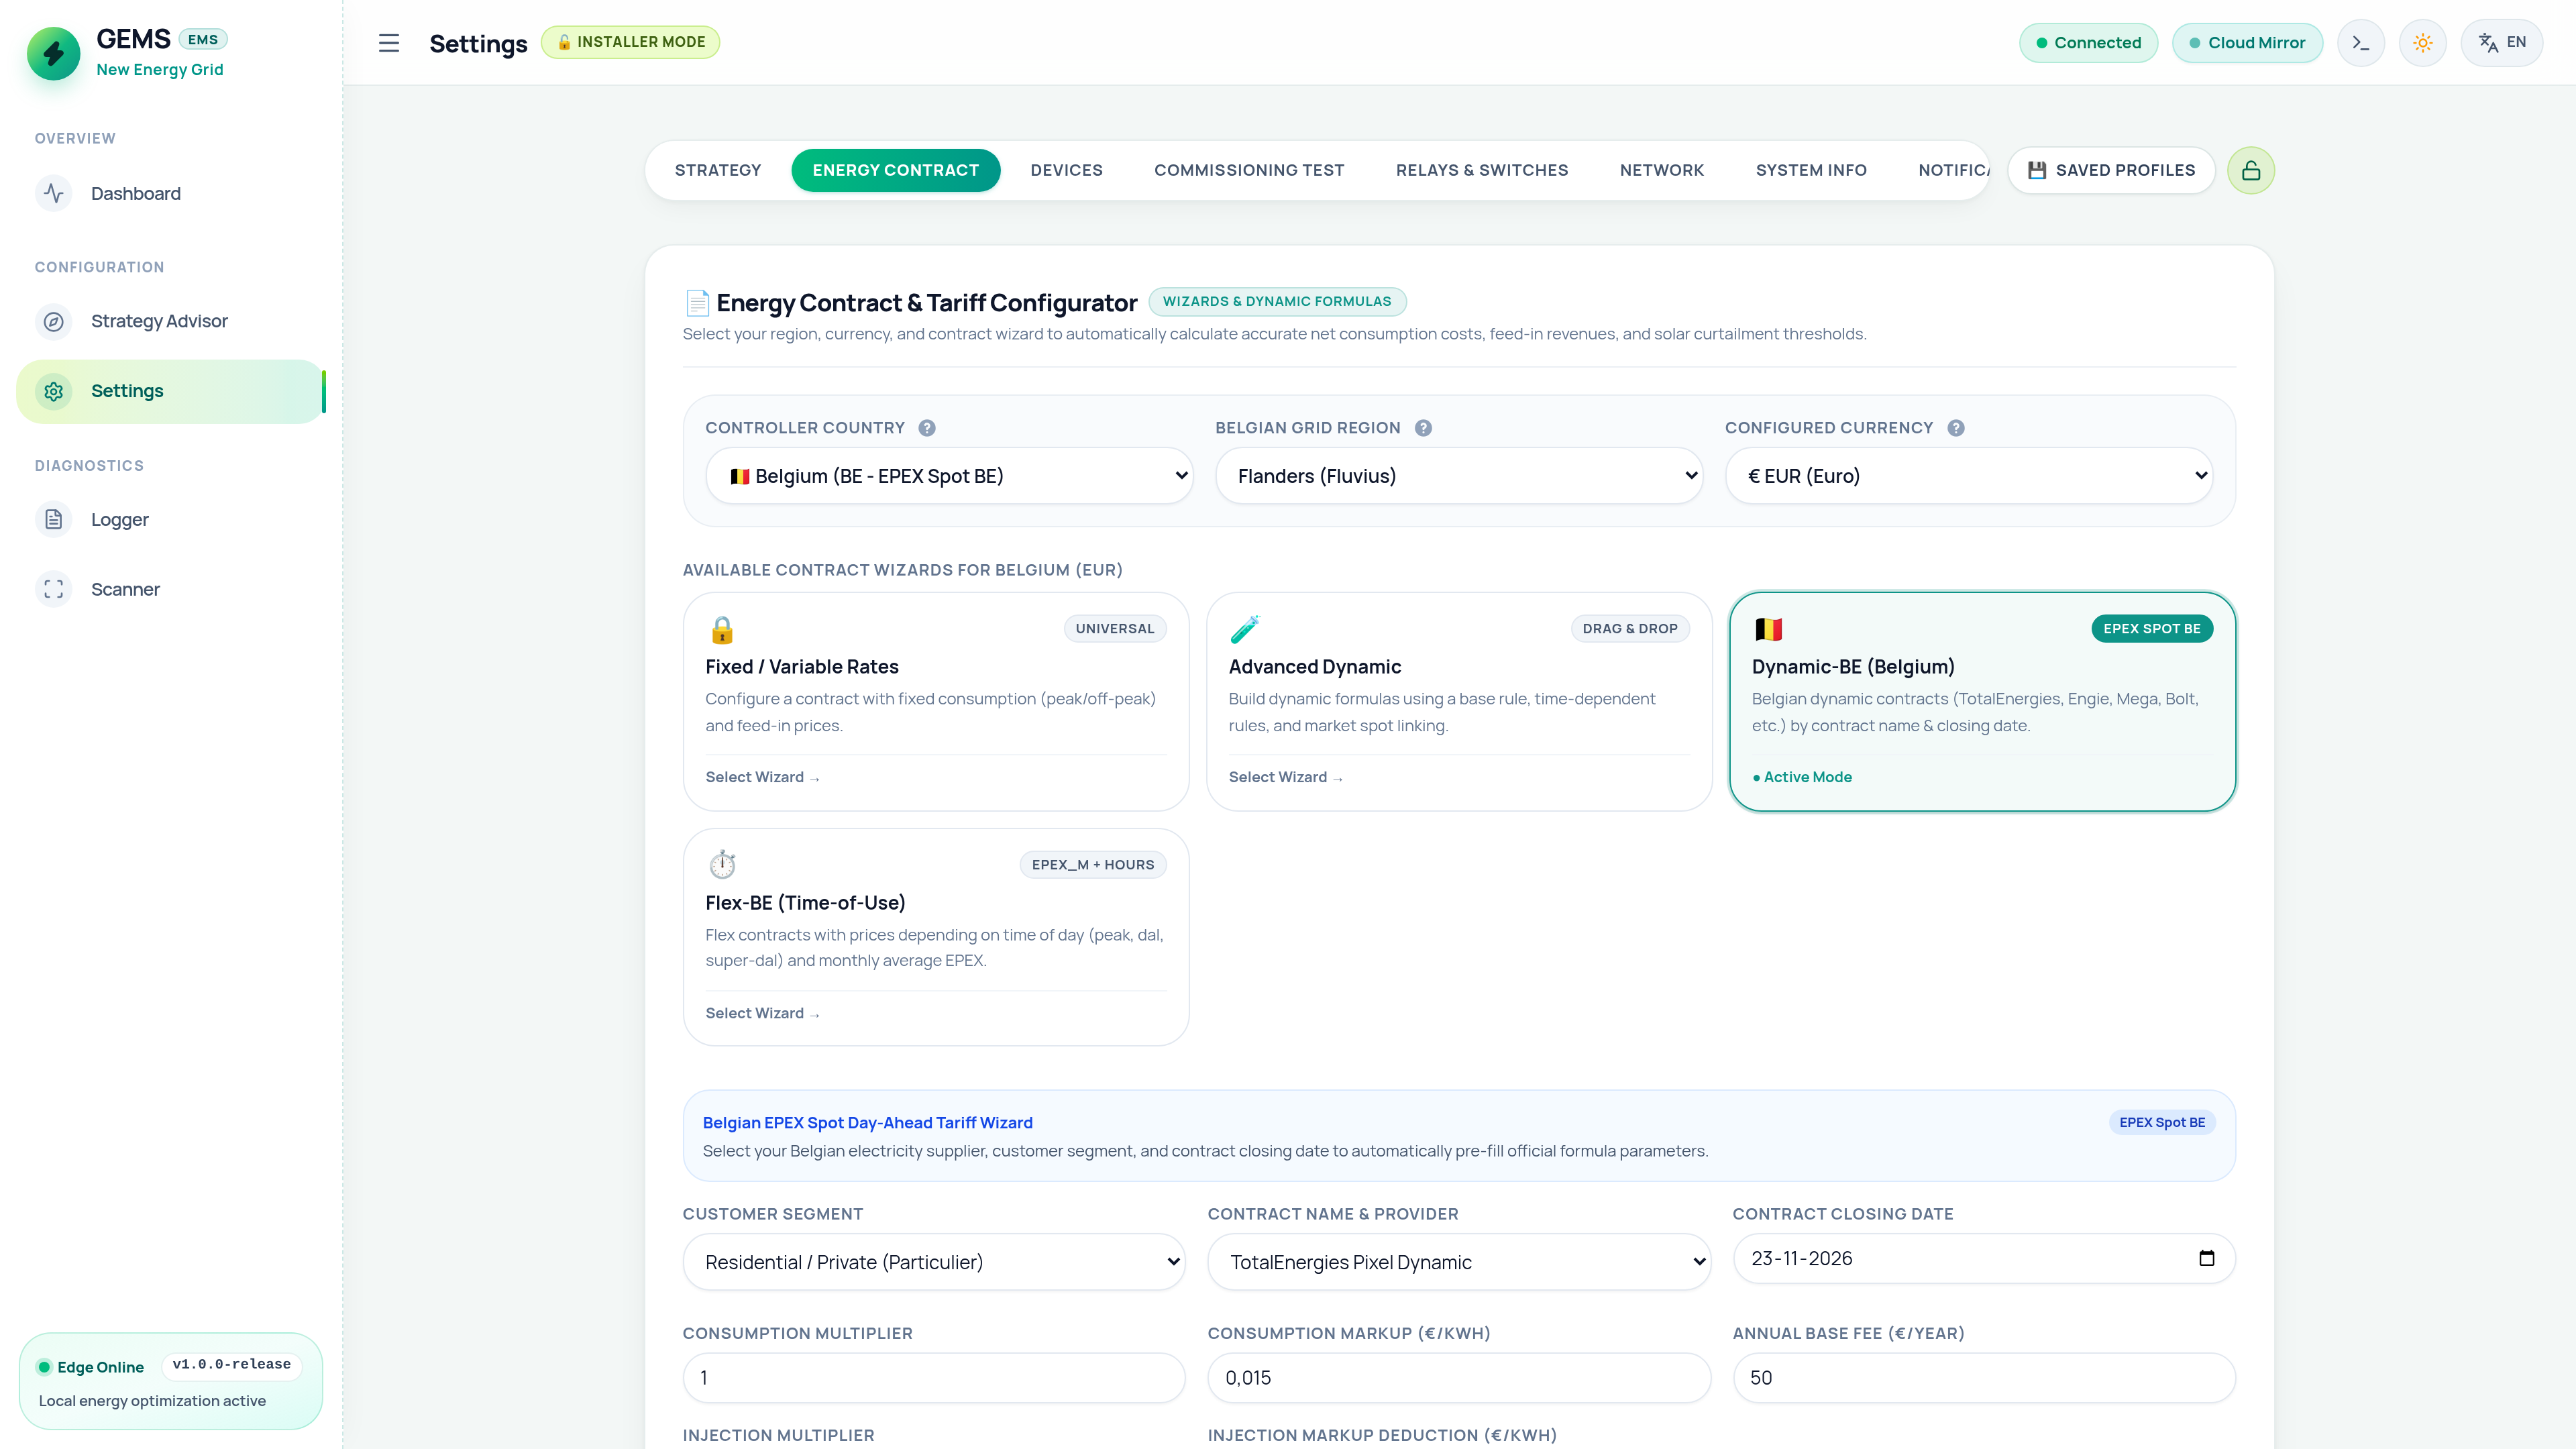 GEMS EMS
New Energy Grid
OVERVIEW
Dashboard
CONFIGURATION
Strategy Advisor
Settings
DIAGNOSTICS
Logger
Scanner
Edge Online v1.0.0-release
Local energy optimization active
Settings INSTALLER MODE
Connected Cloud Mirror EN
STRATEGY ENERGY CONTRACT DEVICES COMMISSIONING TEST RELAYS & SWITCHES NETWORK SYSTEM INFO NOTIFICA SAVED PROFILES
Energy Contract & Tariff Configurator WIZARDS & DYNAMIC FORMULAS
Select your region, currency, and contract wizard to automatically calculate accurate net consumption costs, feed-in revenues, and solar curtailment thresholds.
CONTROLLER COUNTRY ? BELGIAN GRID REGION ? CONFIGURED CURRENCY ?
Belgium (BE - EPEX Spot BE) Flanders (Fluvius) € EUR (Euro)
AVAILABLE CONTRACT WIZARDS FOR BELGIUM (EUR)
UNIVERSAL
Fixed / Variable Rates
Configure a contract with fixed consumption (peak/off-peak)
and feed-in prices.
Select Wizard →
DRAG & DROP
Advanced Dynamic
Build dynamic formulas using a base rule, time-dependent
rules, and market spot linking.
Select Wizard →
EPEX SPOT BE
Dynamic-BE (Belgium)
Belgian dynamic contracts (TotalEnergies, Engie, Mega, Bolt,
etc.) by contract name & closing date.
● Active Mode
EPEX_M + HOURS
Flex-BE (Time-of-Use)
Flex contracts with prices depending on time of day (peak, dal,
super-dal) and monthly average EPEX.
Select Wizard →
Belgian EPEX Spot Day-Ahead Tariff Wizard EPEX Spot BE
Select your Belgian electricity supplier, customer segment, and contract closing date to automatically pre-fill official formula parameters.
CUSTOMER SEGMENT CONTRACT NAME & PROVIDER CONTRACT CLOSING DATE
Residential / Private (Particulier) TotalEnergies Pixel Dynamic 23-11-2026
CONSUMPTION MULTIPLIER CONSUMPTION MARKUP (€/KWH) ANNUAL BASE FEE (€/YEAR)
1 0,015 50
INJECTION MULTIPLIER INJECTION MARKUP DEDUCTION (€/KWH)